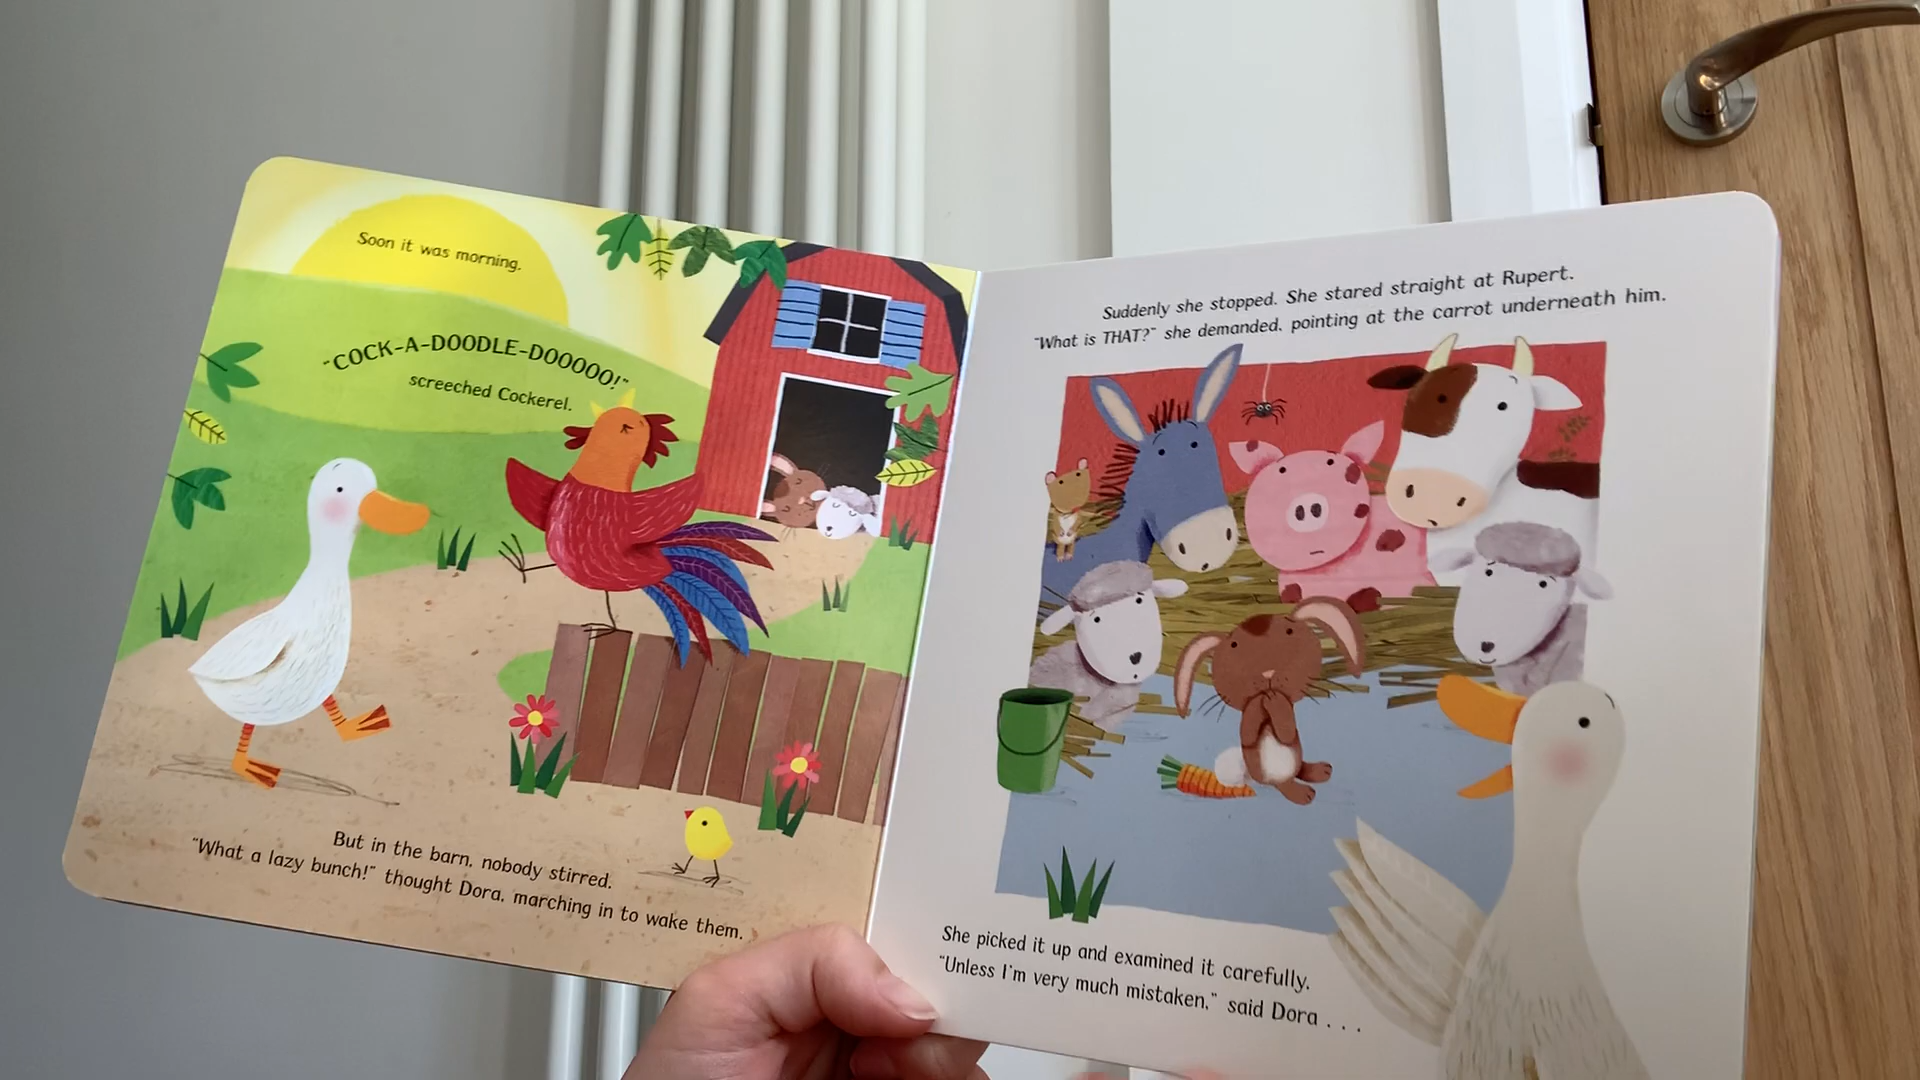 Soon it was morning.
"COCK-A-DOODLE-DOOOOO!"
screeched Cockerel.
But in the barn, nobody stirred.
"What a lazy bunch!" thought Dora, marching in to wake them.
Suddenly she stopped. She stared straight at Rupert.
"What is THAT?" she demanded, pointing at the carrot underneath him.
She picked it up and examined it carefully.
"Unless I'm very much mistaken," said Dora . . .